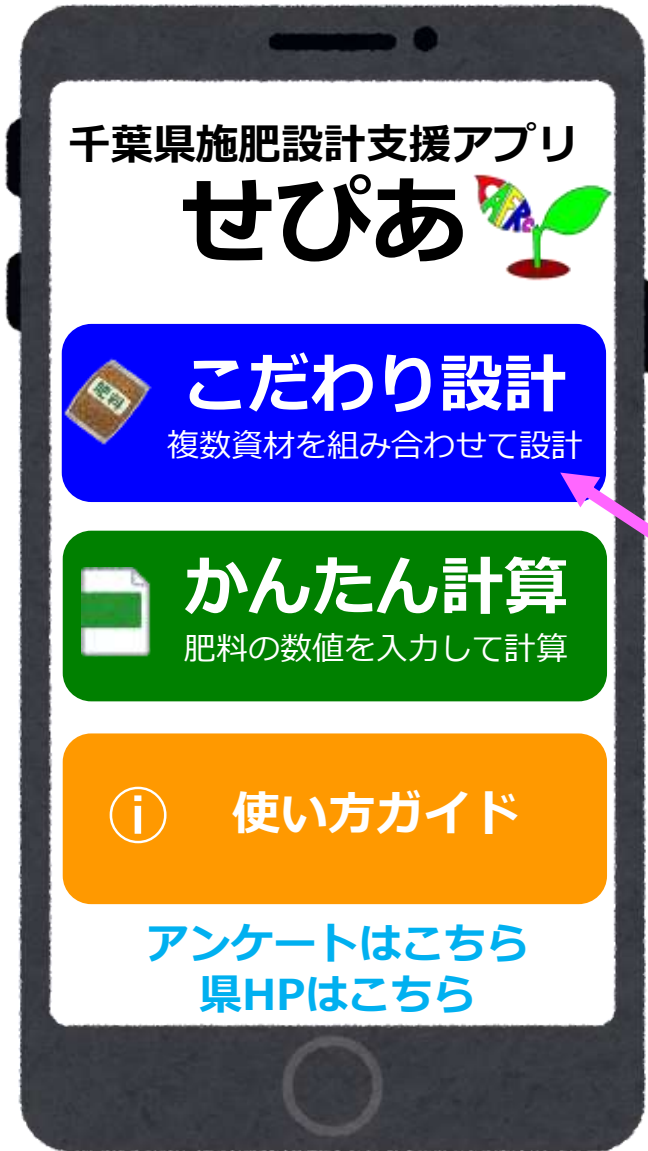 千葉県施肥設計支援アプリ
せぴあ
CAFRC
肥料
こだわり設計
複数資材を組み合わせて設計
かんたん計算
肥料の数値を入力して計算
i
使い方ガイド
アンケートはこちら
県HPはこちら